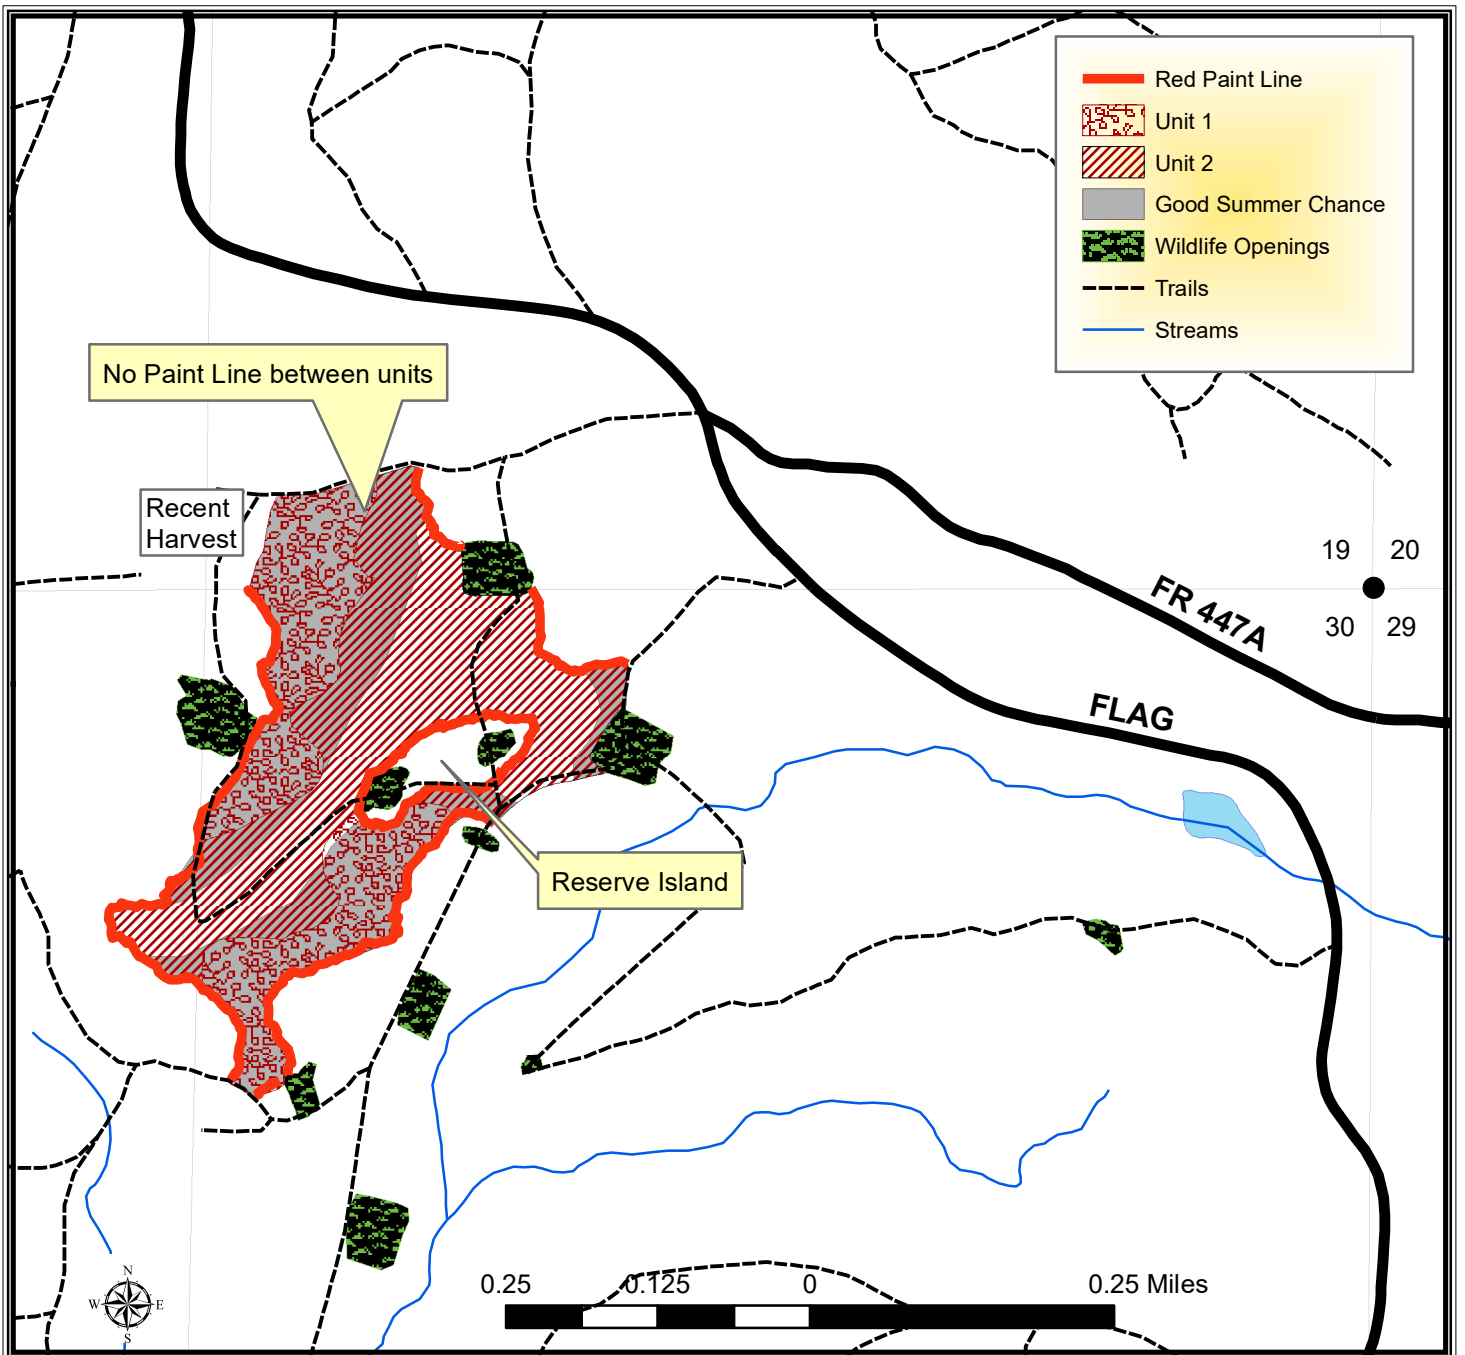 Red Paint Line
Unit 1
Unit 2
Good Summer Chance
Wildlife Openings
Trails
Streams
No Paint Line between units
Recent
Harvest
19 20
30 29
FR 447A
FLAG
Reserve Island
N
W E
S
0.25 0.125 0 0.25 Miles